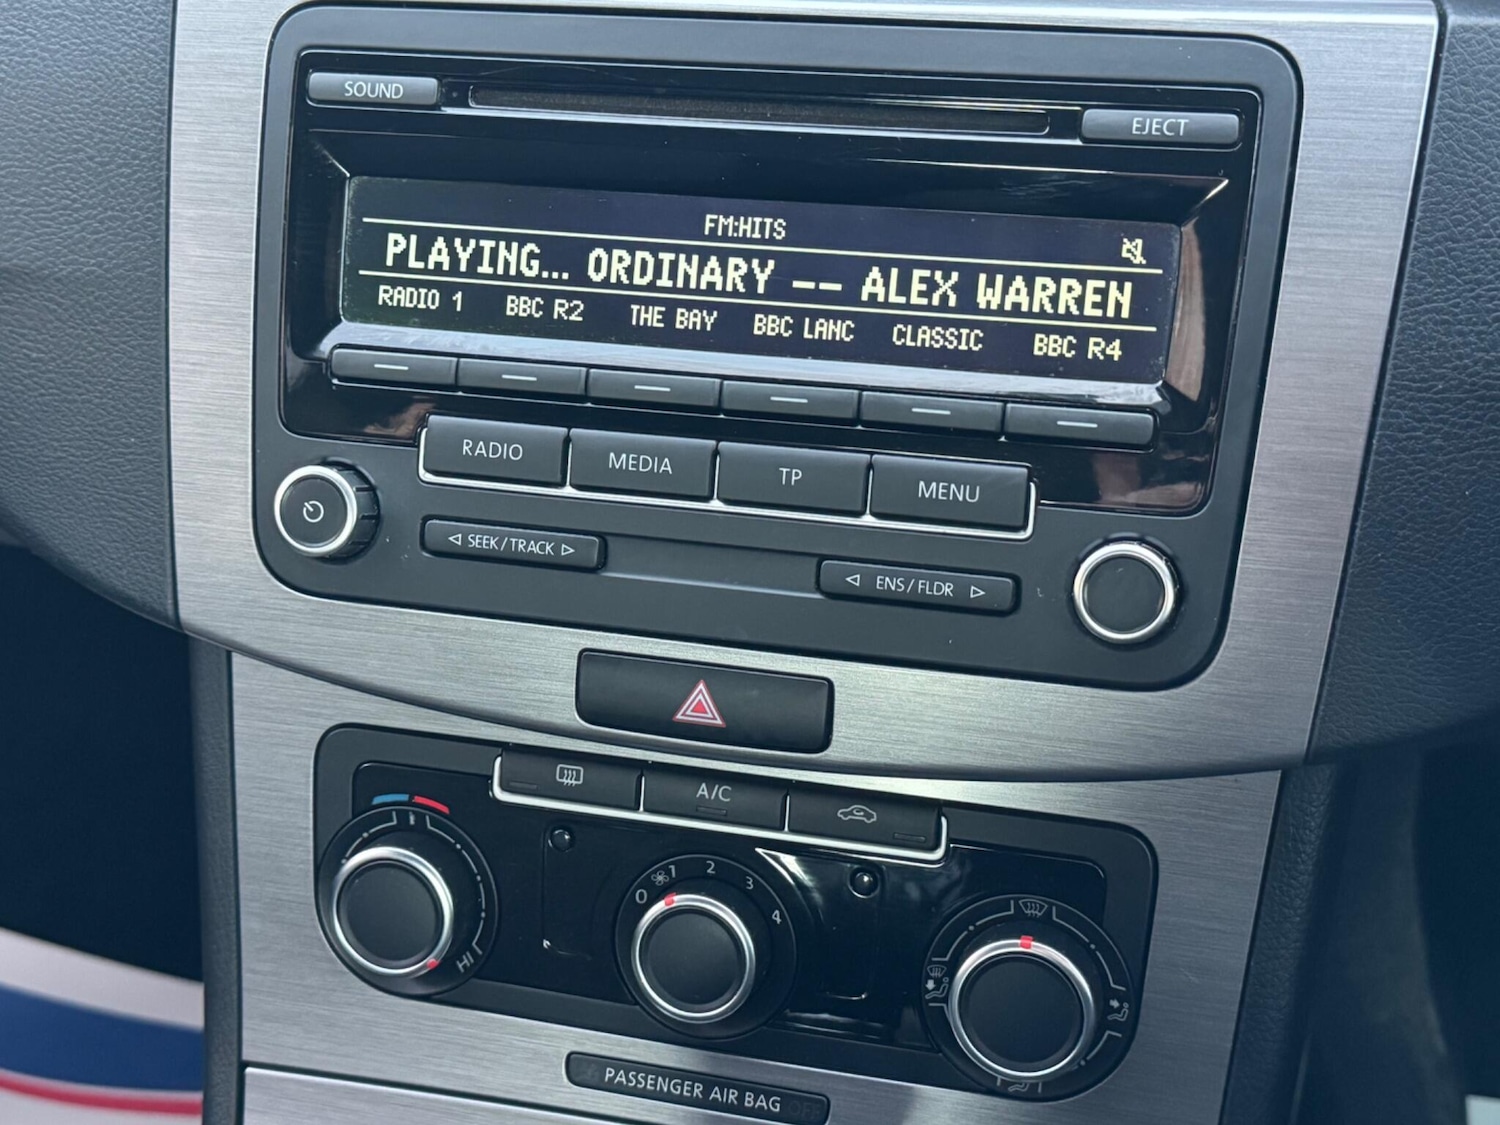 SOUND
EJECT
FM:HITS
PLAYING... ORDINARY -- ALEX WARREN
RADIO 1 BBC R2 THE BAY BBC LANC CLASSIC BBC R4
RADIO MEDIA TP MENU
SEEK/TRACK
ENS/FLDR
A/C
0 1 2 3 4
HI
PASSENGER AIR BAG OFF